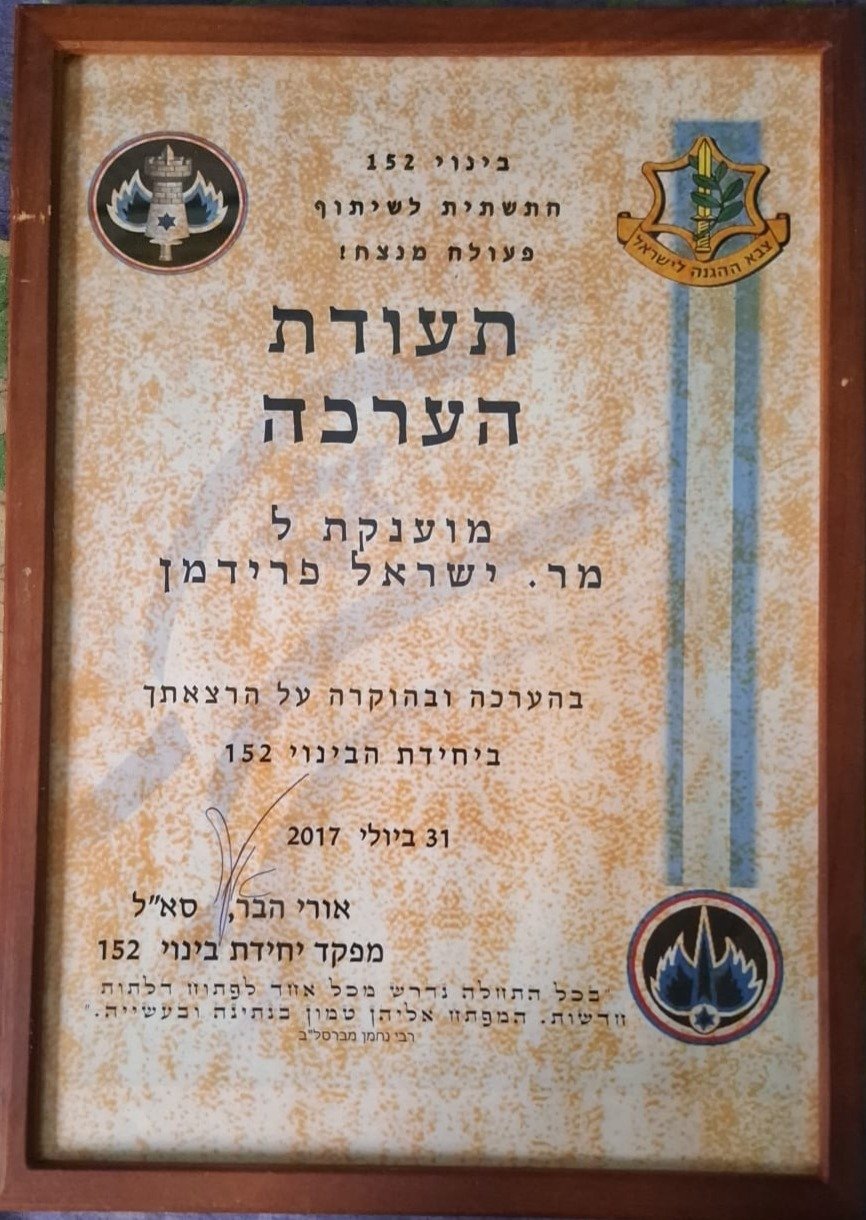 בינוי 152
חתשתית לשיתוף
פעולח מנצח!
צבא ההגנה לישראל
תעודת
הערכה
מוענקת ל
מר. ישראל פרידמן
בהערכה ובהוקרה על הרצאתך
ביחידת הבינוי 152
31 ביולי 2017
אורי הבר, סא"ל
מפקד יחידת בינוי 152
"בכל התחלה נדרש מכל אחד לפתוח דלתות
חדשות. המפתח אליהן טמון בנתינה ובעשייה."
רבי נחמן מברסל"ב